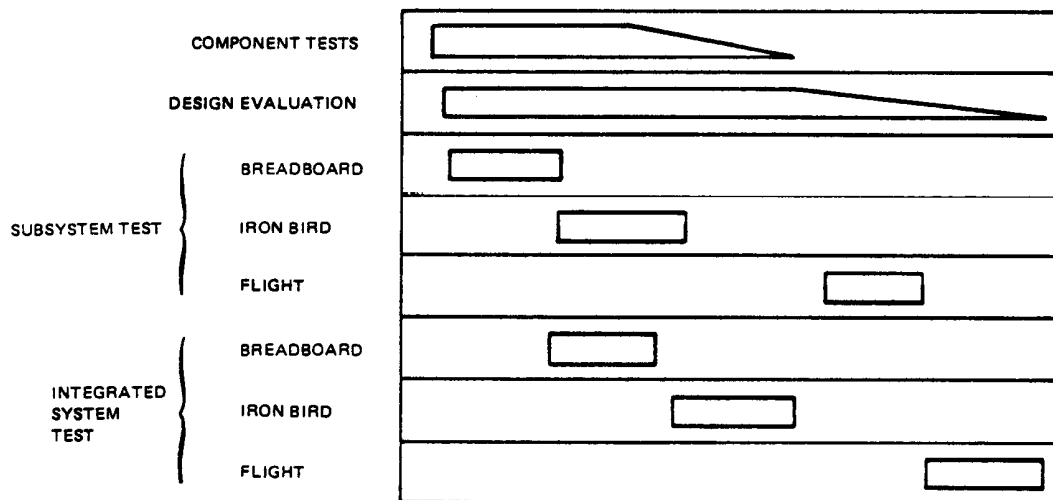 COMPONENT TESTS
DESIGN EVALUATION
SUBSYSTEM TEST
BREADBOARD
IRON BIRD
FLIGHT
INTEGRATED
SYSTEM
TEST
BREADBOARD
IRON BIRD
FLIGHT